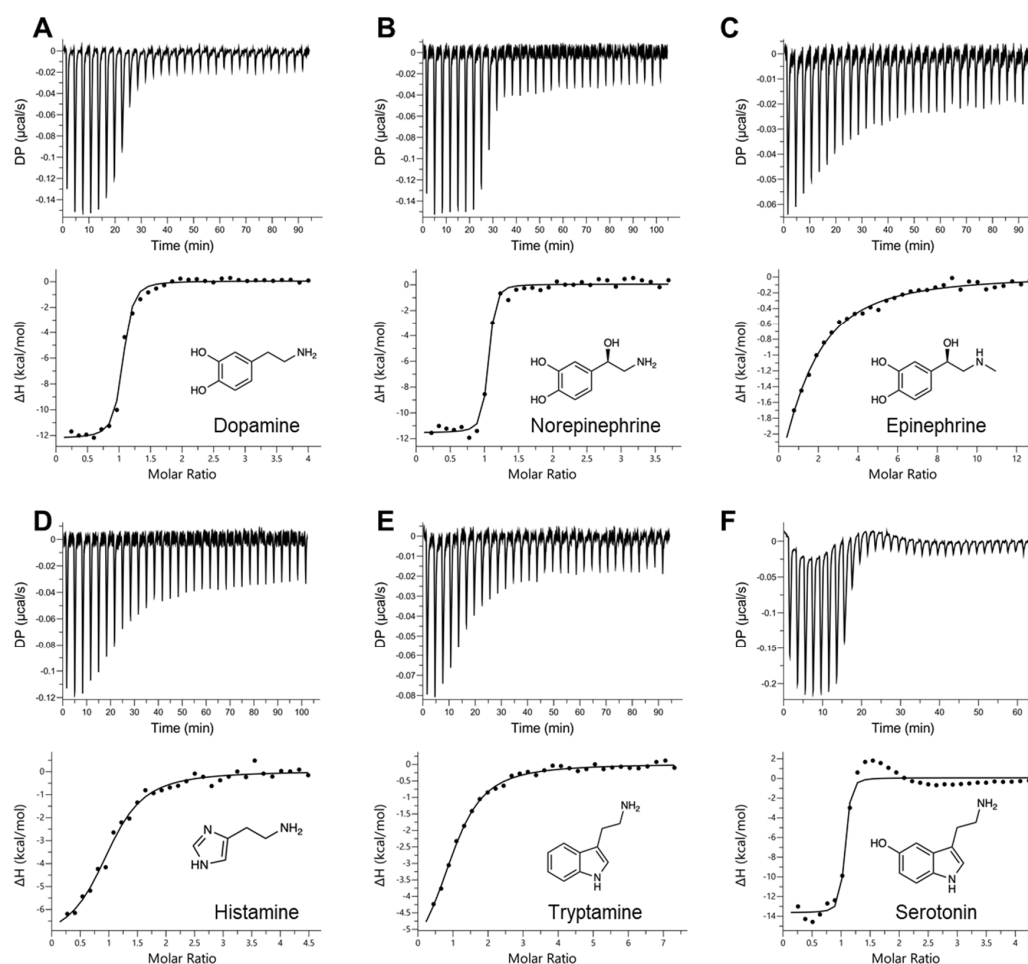 A
DP (μcal/s)
0
-0.02
-0.04
-0.06
-0.08
-0.1
-0.12
-0.14
0 10 20 30 40 50 60 70 80 90
Time (min)
ΔH (kcal/mol)
0
-2
-4
-6
-8
-10
-12
HO
HO
NH2
Dopamine
0 0.5 1 1.5 2 2.5 3 3.5 4
Molar Ratio
B
DP (μcal/s)
0
-0.02
-0.04
-0.06
-0.08
-0.1
-0.12
-0.14
0 10 20 30 40 50 60 70 80 90 100
Time (min)
ΔH (kcal/mol)
0
-2
-4
-6
-8
-10
-12
OH
HO
HO
NH2
Norepinephrine
0 0.5 1 1.5 2 2.5 3 3.5
Molar Ratio
C
DP (μcal/s)
0
-0.01
-0.02
-0.03
-0.04
-0.05
-0.06
0 10 20 30 40 50 60 70 80 90
Time (min)
ΔH (kcal/mol)
0
-0.2
-0.4
-0.6
-0.8
-1
-1.2
-1.4
-1.6
-1.8
-2
OH
HO
HO
H
N
Epinephrine
0 2 4 6 8 10 12
Molar Ratio
D
DP (μcal/s)
0
-0.02
-0.04
-0.06
-0.08
-0.1
-0.12
0 10 20 30 40 50 60 70 80 90 100
Time (min)
ΔH (kcal/mol)
0
-1
-2
-3
-4
-5
-6
N
HN
NH2
Histamine
0 0.5 1 1.5 2 2.5 3 3.5 4 4.5
Molar Ratio
E
DP (μcal/s)
0
-0.01
-0.02
-0.03
-0.04
-0.05
-0.06
-0.07
-0.08
0 10 20 30 40 50 60 70 80 90
Time (min)
ΔH (kcal/mol)
0
-0.5
-1
-1.5
-2
-2.5
-3
-3.5
-4
-4.5
NH2
N
H
Tryptamine
0 1 2 3 4 5 6 7
Molar Ratio
F
DP (μcal/s)
0
-0.05
-0.1
-0.15
-0.2
0 10 20 30 40 50 60
Time (min)
ΔH (kcal/mol)
2
0
-2
-4
-6
-8
-10
-12
-14
NH2
HO
N
H
Serotonin
0 1 2 3 4
Molar Ratio